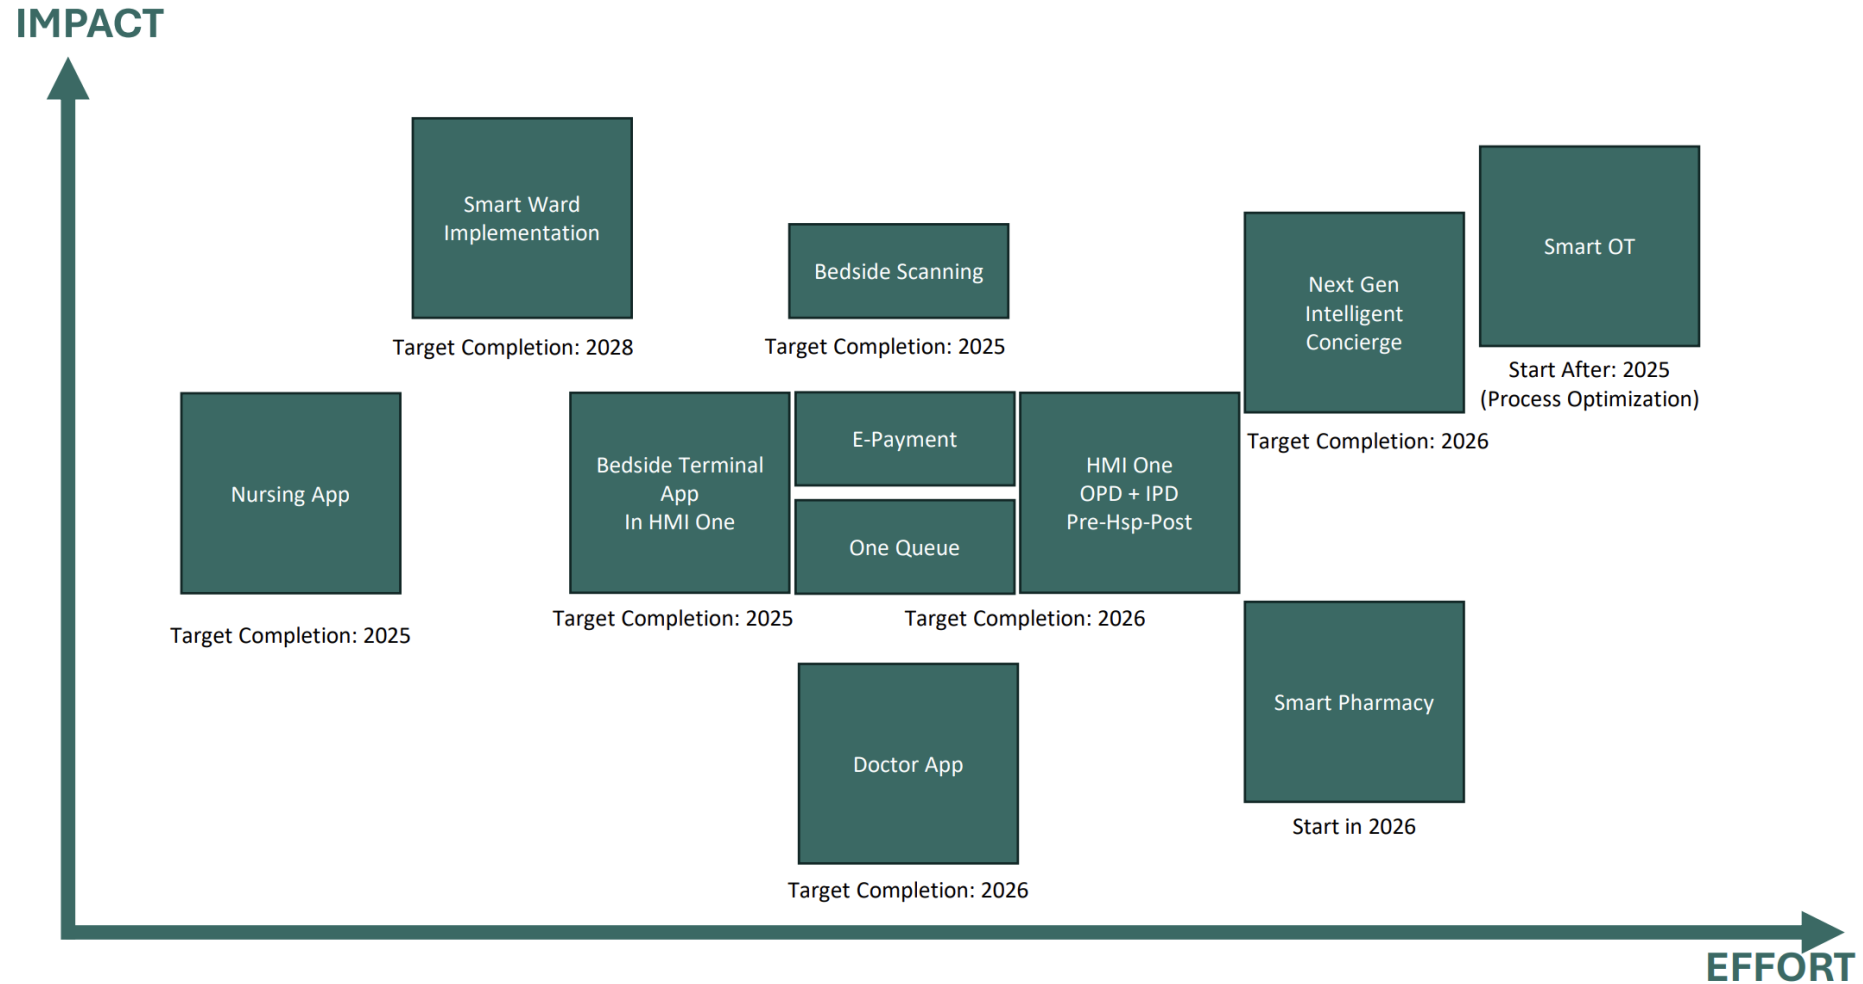 IMPACT
Smart Ward
Implementation
Target Completion: 2028
Bedside Scanning
Target Completion: 2025
Next Gen
Intelligent
Concierge
Target Completion: 2026
Smart OT
Start After: 2025
(Process Optimization)
Nursing App
Target Completion: 2025
Bedside Terminal
App
In HMI One
Target Completion: 2025
E-Payment
One Queue
HMI One
OPD + IPD
Pre-Hsp-Post
Target Completion: 2026
Doctor App
Target Completion: 2026
Smart Pharmacy
Start in 2026
EFFORT